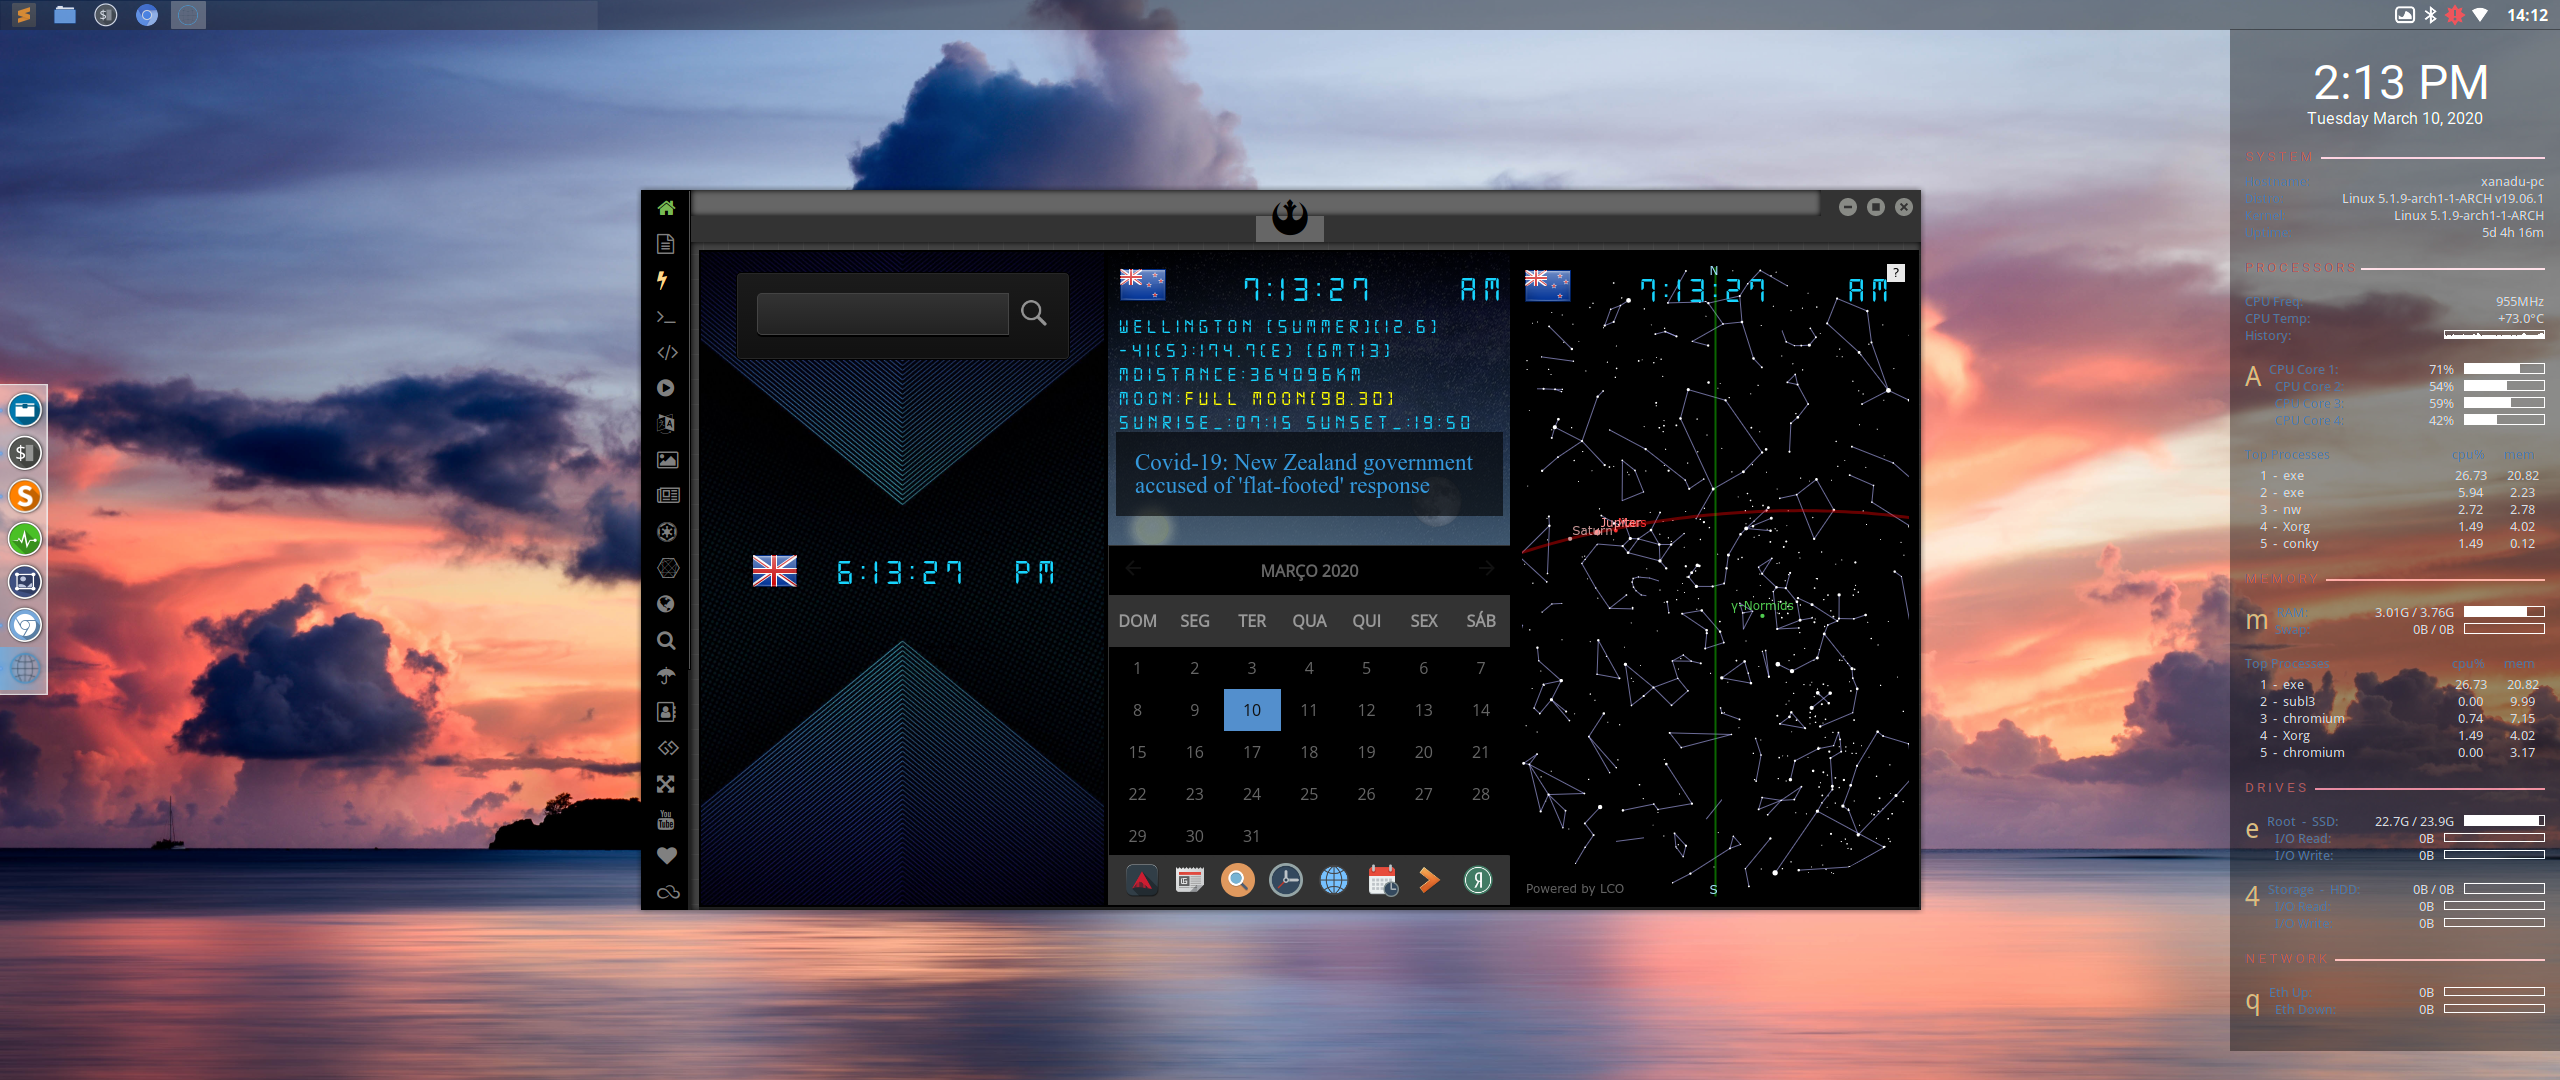 14:12
2:13 PM
Tuesday March 10, 2020
SYSTEM
xanadu-pc
Linux 5.1.9-arch1-1-ARCH v19.06.1
Linux 5.1.9-arch1-1-ARCH
5d 4h 16m
PROCESSORS
CPU Freq: 955MHz
CPU Temp: +73.0°C
History:
A CPU Core 1: 71%
CPU Core 2: 54%
CPU Core 3: 59%
CPU Core 4: 42%
Top Processes cpu% mem
1 - exe 26.73 20.82
2 - exe 5.94 2.23
3 - nw 2.72 2.78
4 - Xorg 1.49 4.02
5 - conky 1.49 0.12
MEMORY
m RAM: 3.01G / 3.76G
Swap: 0B / 0B
Top Processes cpu% mem
1 - exe 26.73 20.82
2 - subl3 0.00 9.99
3 - chromium 0.74 7.15
4 - Xorg 1.49 4.02
5 - chromium 0.00 3.17
DRIVES
e Root - SSD: 22.7G / 23.9G
I/O Read: 0B
I/O Write: 0B
4 Storage - HDD: 0B / 0B
I/O Read: 0B
I/O Write: 0B
NETWORK
q Eth Up: 0B
Eth Down: 0B
6:13:27 PM
7:13:27 AM
WELLINGTON [SUMMER][12.6]
-41(S):174.7(E) [GMT13]
MDISTANCE:364096KM
MOON:FULL MOON[98.30]
SUNRISE_:07:15 SUNSET_:19:50
Covid-19: New Zealand government
accused of 'flat-footed' response
MARÇO 2020
DOM SEG TER QUA QUI SEX SÁB
1 2 3 4 5 6 7
8 9 10 11 12 13 14
15 16 17 18 19 20 21
22 23 24 25 26 27 28
29 30 31
N
7:13:27 AM
?
Jupiter
Saturn
γ-Normids
Powered by LCO
S
You
Tube